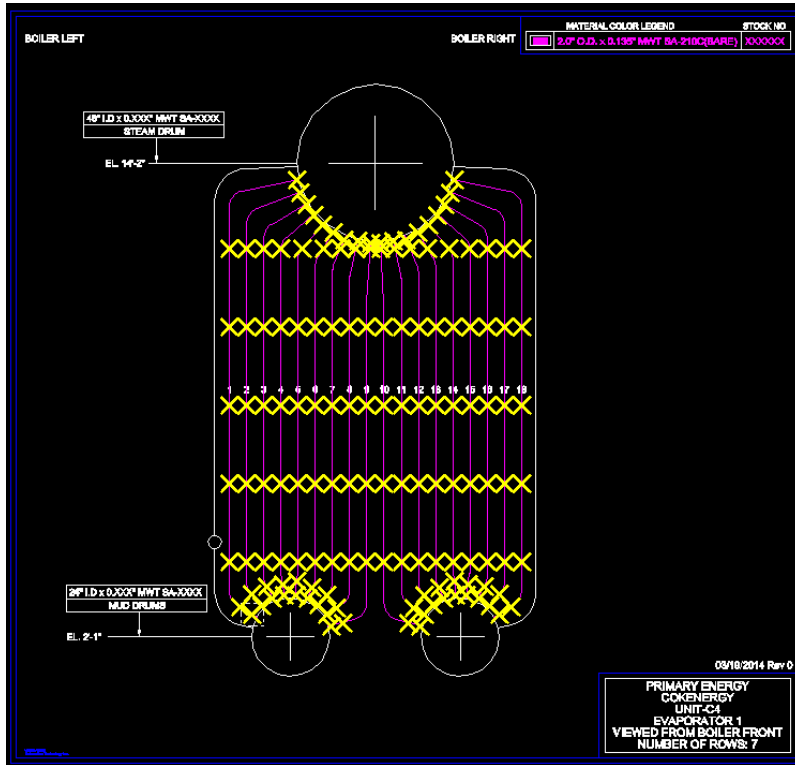 BOILER LEFT
BOILER RIGHT
MATERIAL COLOR LEGEND
STOCK NO
2.0" O.D. x 0.135" MWT SA-210C(BARE)
XXXXXX
48" I.D x 0.XXX" MWT SA-XXXX
STEAM DRUM
EL. 14'-2"
1 2 3 4 5 6 7 8 9 10 11 12 13 14 15 16 17 18
24" I.D x 0.XXX" MWT SA-XXXX
MUD DRUMS
EL. 2'-1"
03/19/2014 Rev 0
PRIMARY ENERGY
COKENERGY
UNIT-C4
EVAPORATOR 1
VIEWED FROM BOILER FRONT
NUMBER OF ROWS: 7